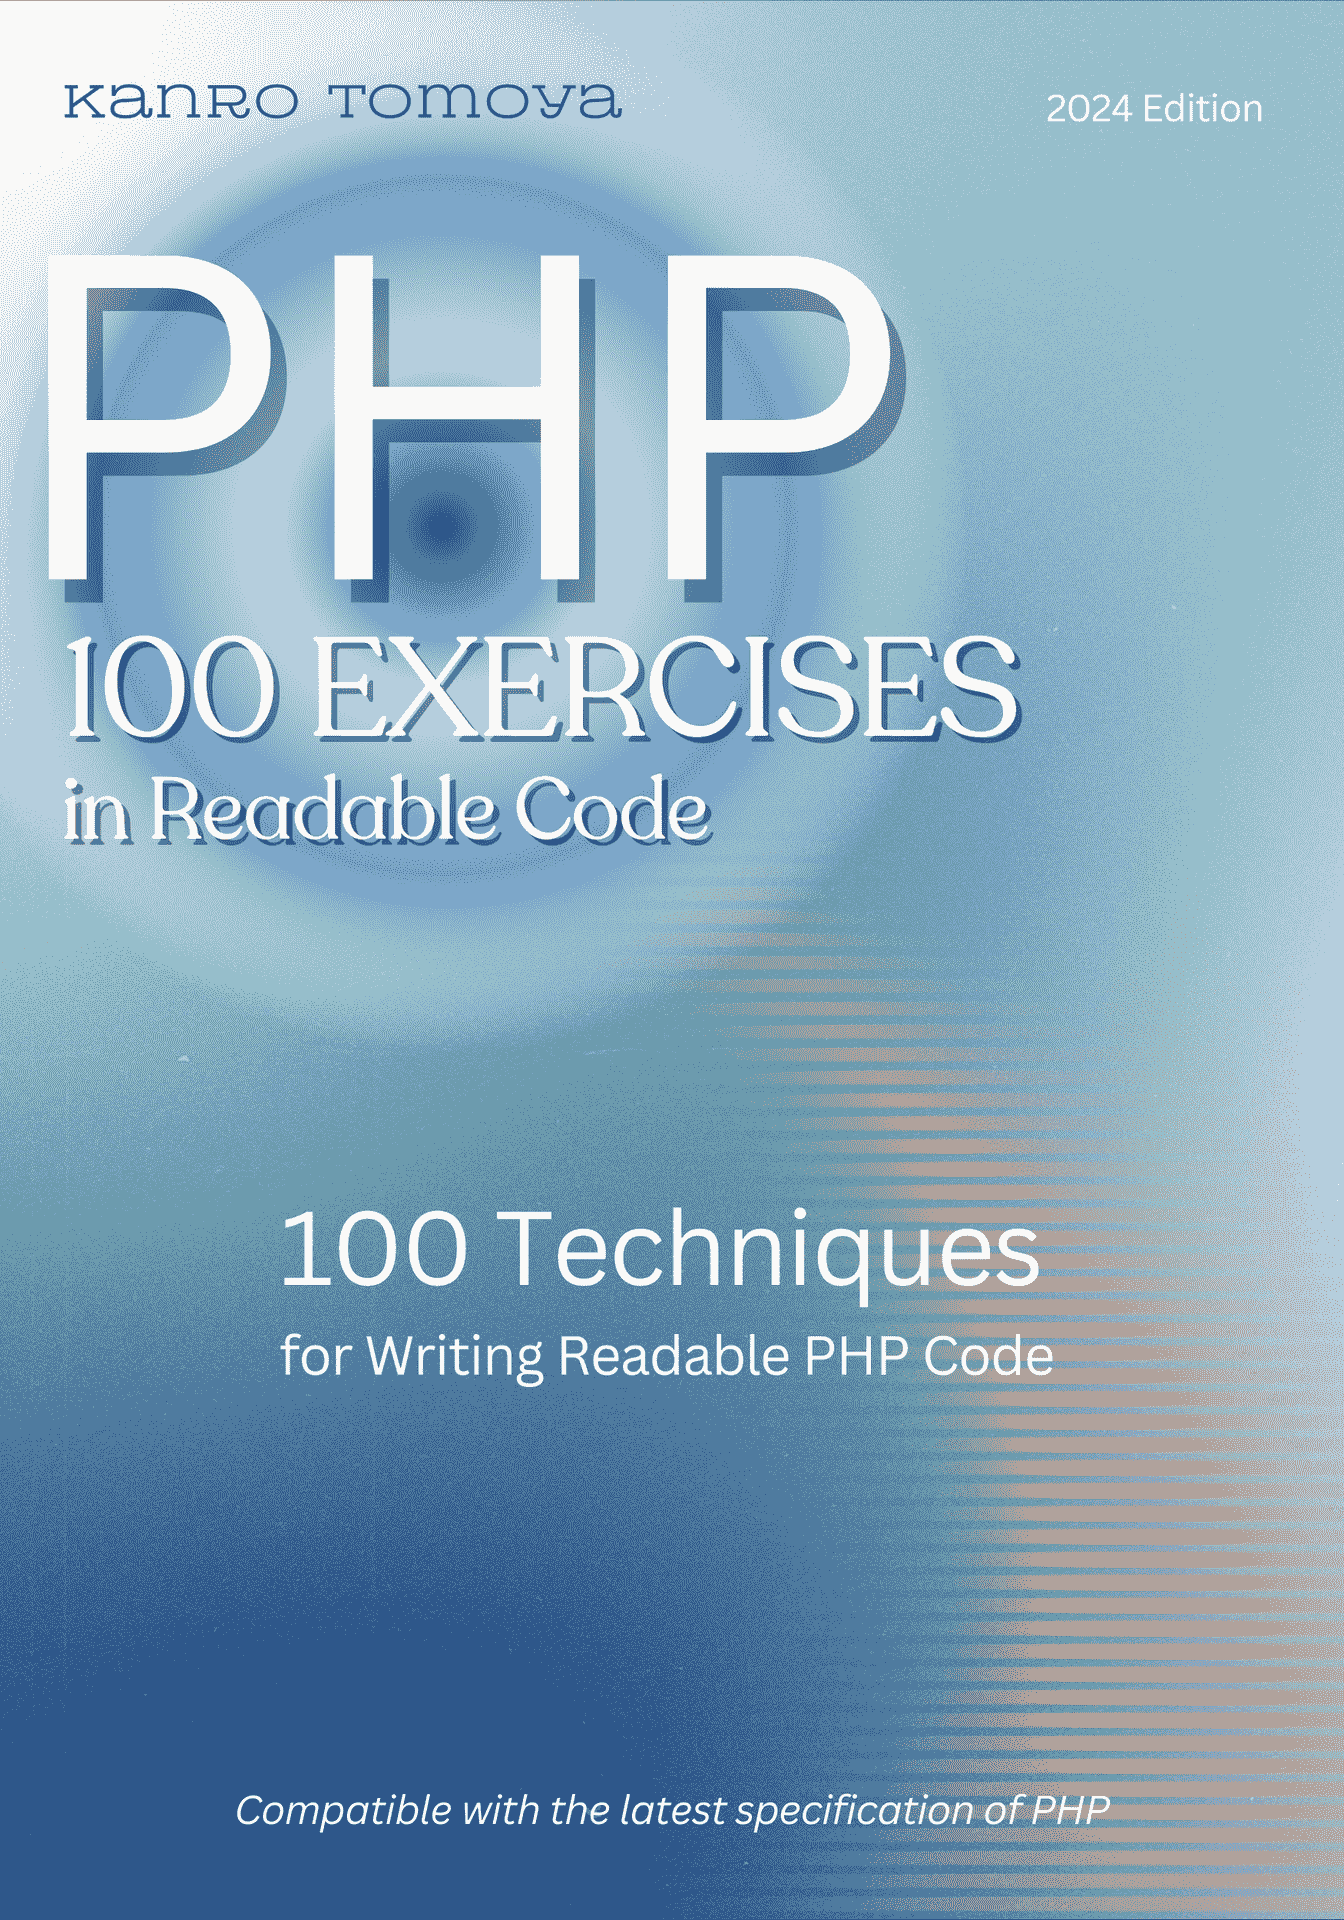 Kanro Tomoya
2024 Edition
PHP
100 EXERCISES
in Readable Code
100 Techniques
for Writing Readable PHP Code
Compatible with the latest specification of PHP